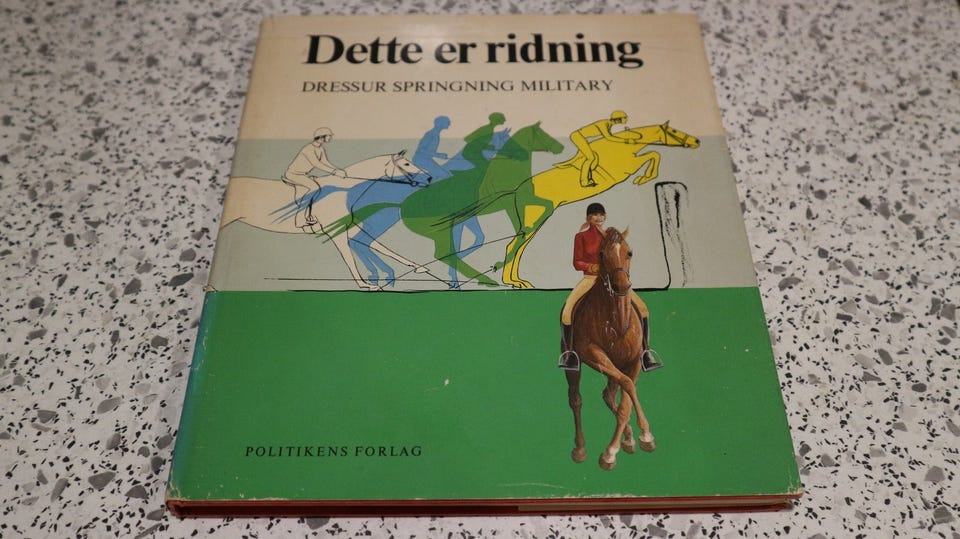 Dette er ridning
DRESSUR SPRINGNING MILITARY
POLITIKENS FORLAG